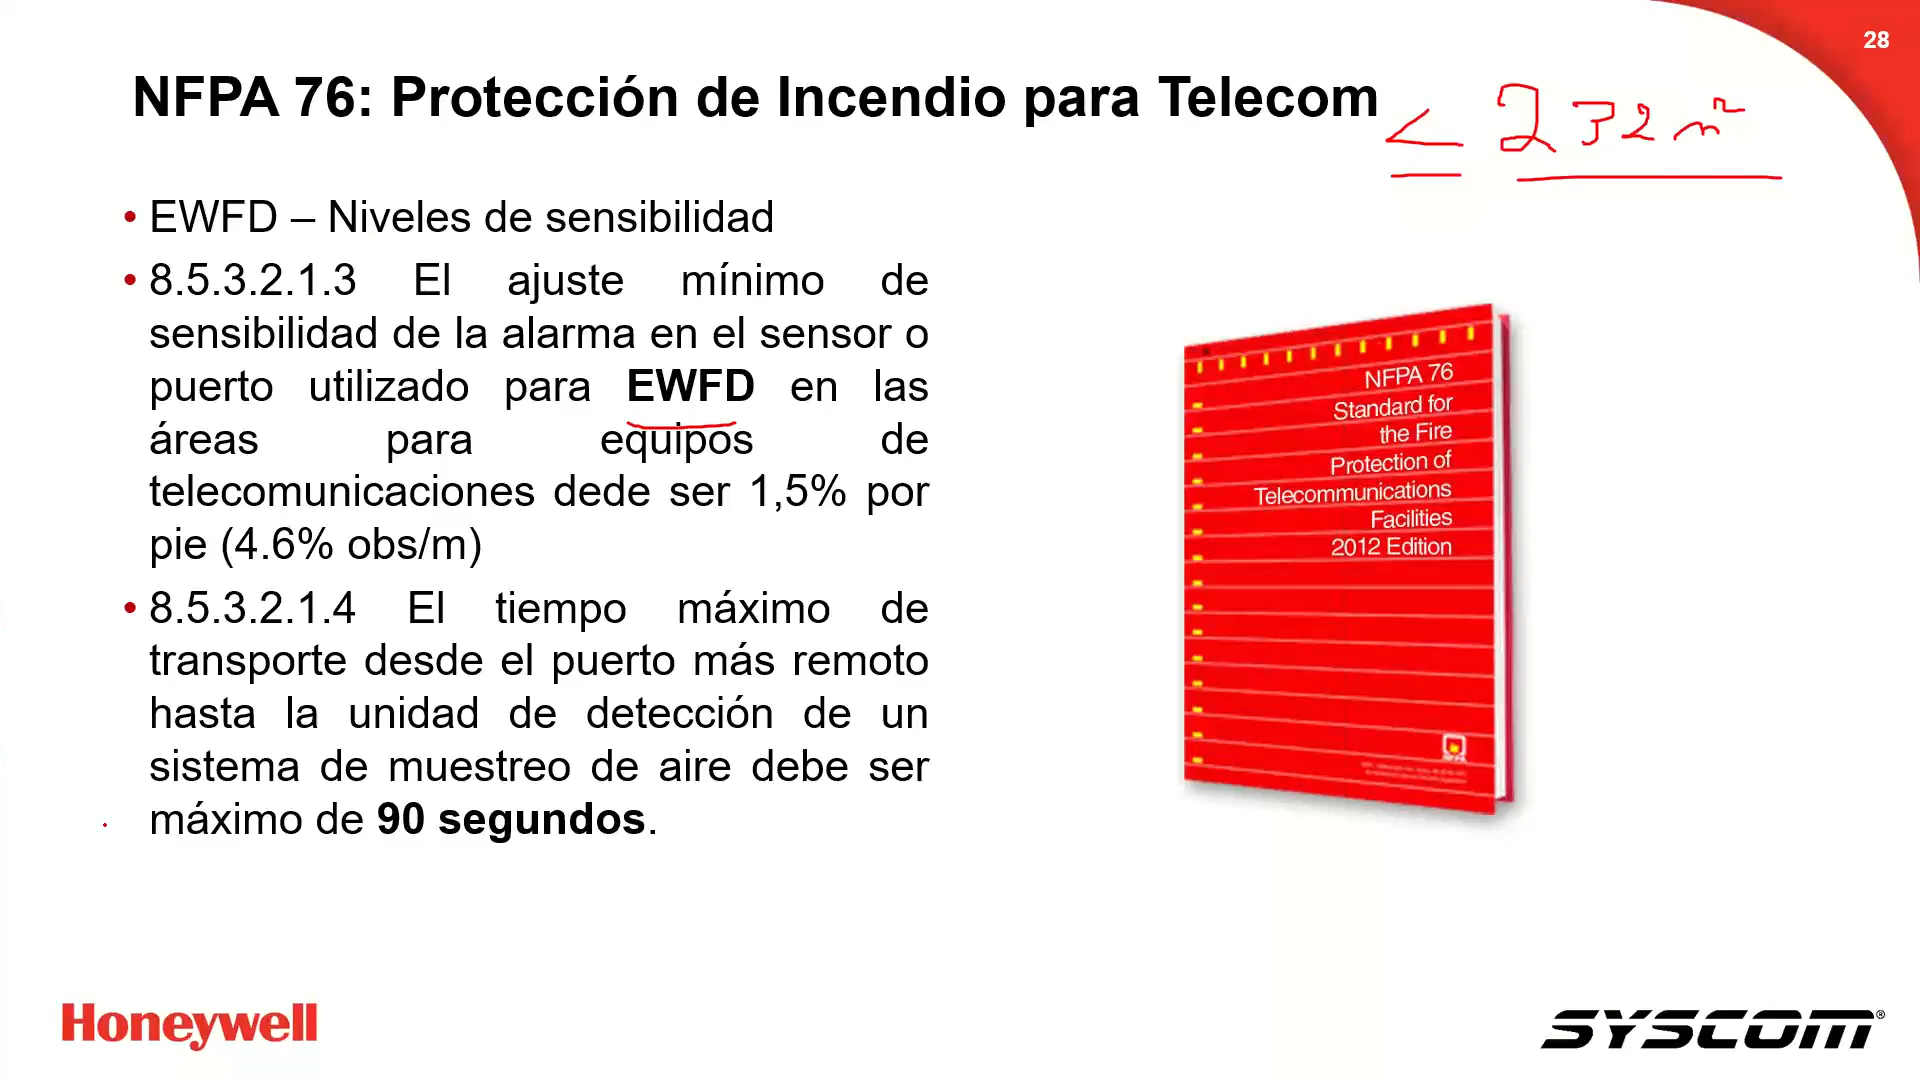 28
NFPA 76: Protección de Incendio para Telecom
< 232 m²
• EWFD – Niveles de sensibilidad
• 8.5.3.2.1.3 El ajuste mínimo de
sensibilidad de la alarma en el sensor o
puerto utilizado para EWFD en las
áreas para equipos de
telecomunicaciones dede ser 1,5% por
pie (4.6% obs/m)
• 8.5.3.2.1.4 El tiempo máximo de
transporte desde el puerto más remoto
hasta la unidad de detección de un
sistema de muestreo de aire debe ser
máximo de 90 segundos.
NFPA 76
Standard for
the Fire
Protection of
Telecommunications
Facilities
2012 Edition
Honeywell
SYSCOM®